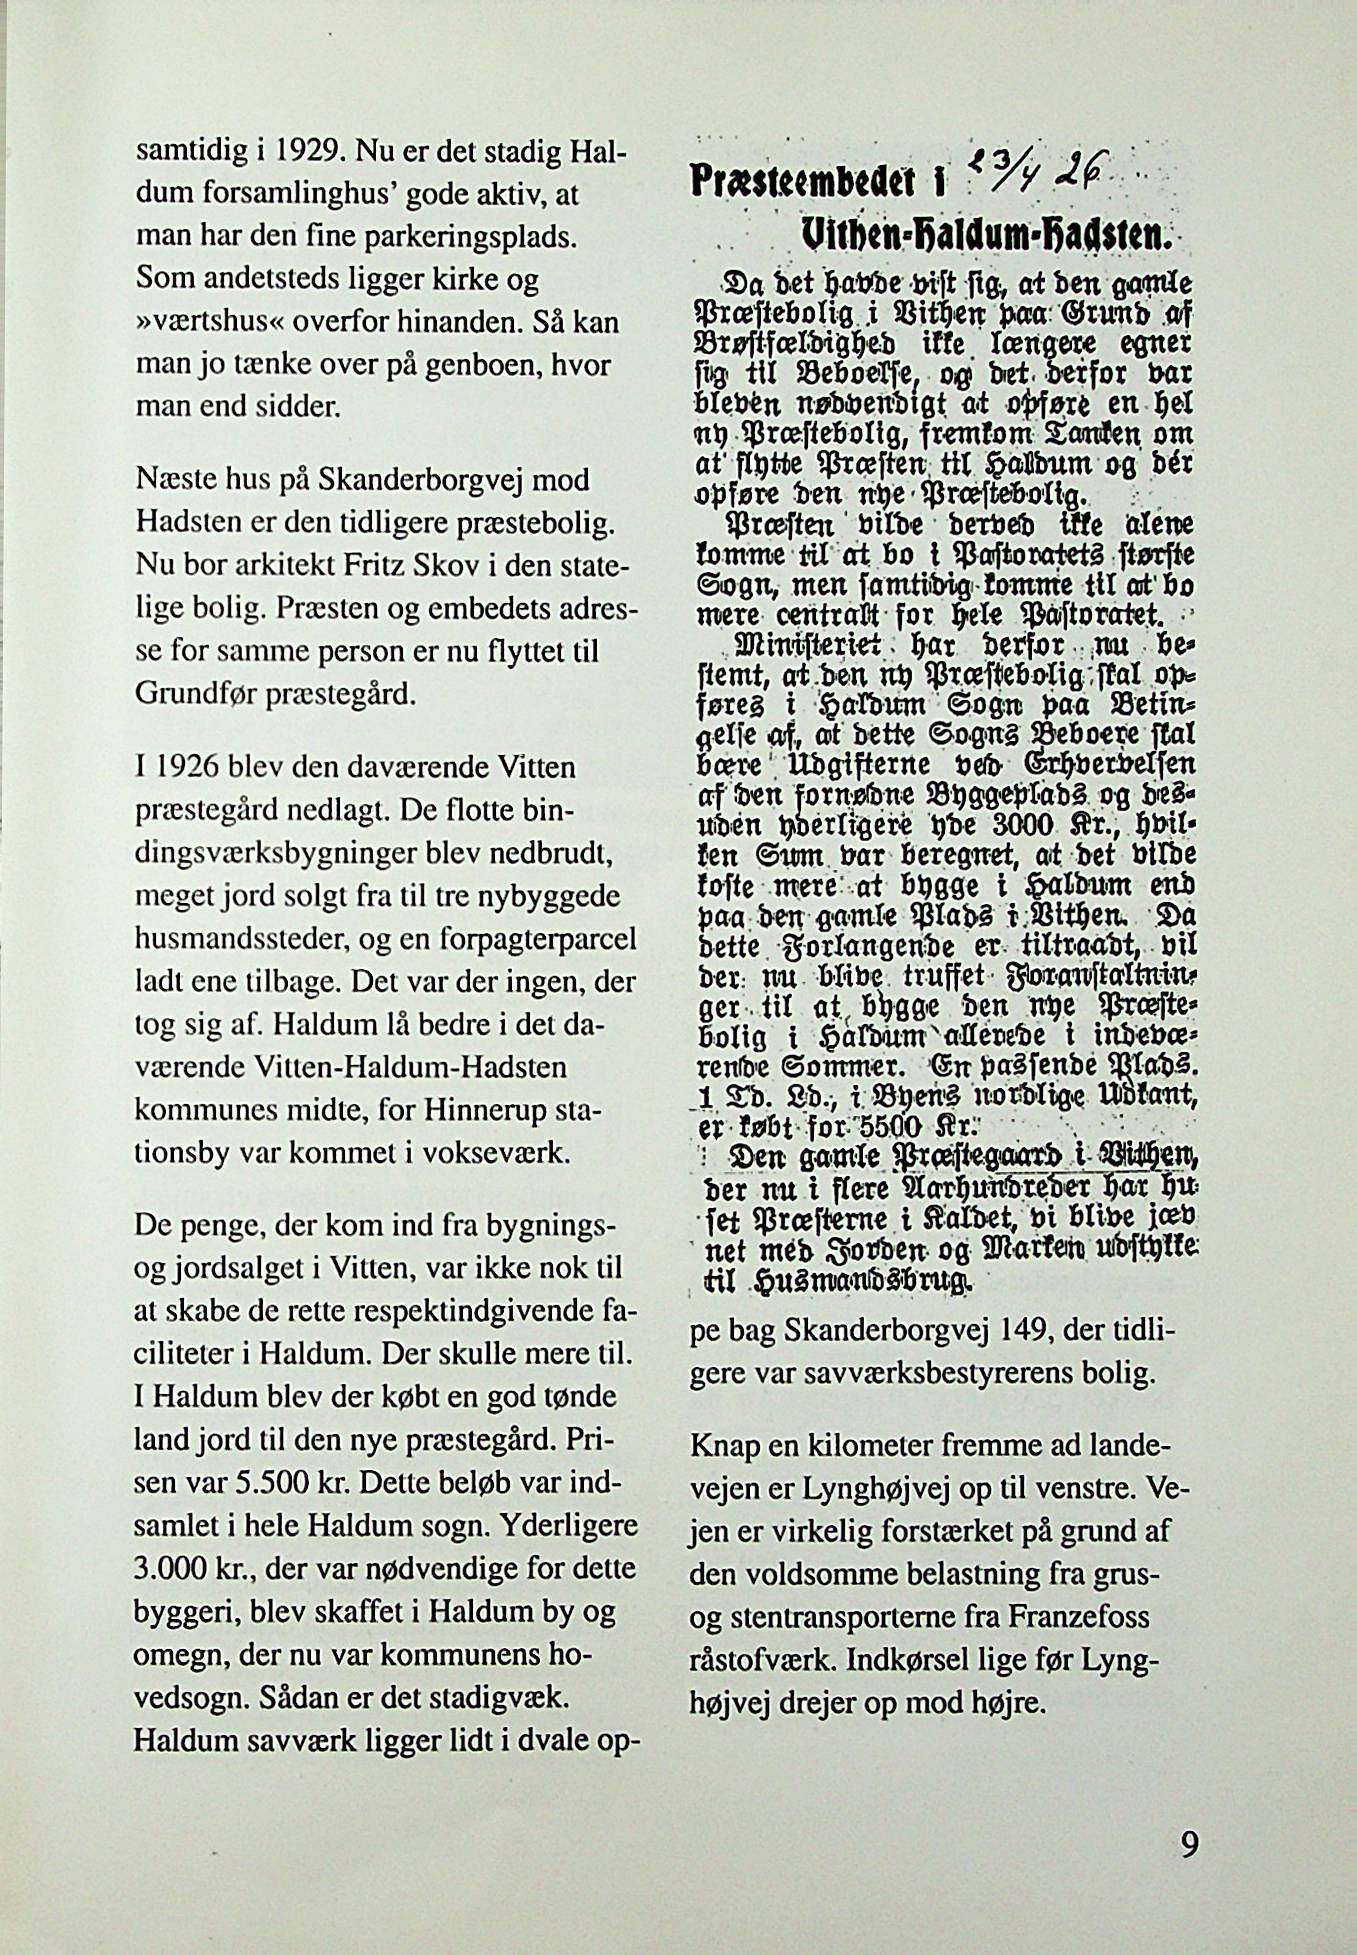 samtidig i 1929. Nu er det stadig Hal-
dum forsamlinghus' gode aktiv, at
man har den fine parkeringsplads.
Som andetsteds ligger kirke og
»værtshus« overfor hinanden. Så kan
man jo tænke over på genboen, hvor
man end sidder.
Næste hus på Skanderborgvej mod
Hadsten er den tidligere præstebolig.
Nu bor arkitekt Fritz Skov i den state-
lige bolig. Præsten og embedets adres-
se for samme person er nu flyttet til
Grundfør præstegård.
I 1926 blev den daværende Vitten
præstegård nedlagt. De flotte bin-
dingsværksbygninger blev nedbrudt,
meget jord solgt fra til tre nybyggede
husmandssteder, og en forpagterparcel
ladt ene tilbage. Det var der ingen, der
tog sig af. Haldum lå bedre i det da-
værende Vitten-Haldum-Hadsten
kommunes midte, for Hinnerup sta-
tionsby var kommet i vokseværk.
De penge, der kom ind fra bygnings-
og jordsalget i Vitten, var ikke nok til
at skabe de rette respektindgivende fa-
ciliteter i Haldum. Der skulle mere til.
I Haldum blev der købt en god tønde
land jord til den nye præstegård. Pri-
sen var 5.500 kr. Dette beløb var ind-
samlet i hele Haldum sogn. Yderligere
3.000 kr., der var nødvendige for dette
byggeri, blev skaffet i Haldum by og
omegn, der nu var kommunens ho-
vedsogn. Sådan er det stadigvæk.
Haldum savværk ligger lidt i dvale op-
Præsteembedet i 23/4 26
Vithen-Haldum-Hadsten.
Da det havde vist sig, at den gamle
Præstebolig i Vithen paa Grund af
Brøstfældighed ikke længere egner
sig til Beboelse, og det derfor var
bleven nødvendigt at opføre en hel
ny Præstebolig, fremkom Tanken om
at flytte Præsten til Haldum og dér
opføre den nye Præstebolig.
Præsten vilde derved ikke alene
komme til at bo i Pastoratets største
Sogn, men samtidig komme til at bo
mere centralt for hele Pastoratet.
Ministeriet har derfor nu be-
stemt, at den ny Præstebolig skal op-
føres i Haldum Sogn paa Betin-
gelse af, at dette Sogns Beboere skal
bære Udgifterne ved Erhvervelsen
af den fornødne Byggeplads og des-
uden yderligere yde 3000 Kr., hvil-
ken Sum var beregnet, at det vilde
koste mere at bygge i Haldum end
paa den gamle Plads i Vithen. Da
dette Forlangende er tiltraadt, vil
der nu blive truffet Foranstaltnin-
ger til at bygge den nye Præste-
bolig i Haldum allerede i indevæ-
rende Sommer. En passende Plads.
1 Td. Ld., i Byens nordlige Udkant,
er købt for 5500 Kr.
Den gamle Præstegaard i Vithen,
der nu i flere Aarhundreder har hu-
set Præsterne i Kaldet, vi blive jæv
net med Jorden og Marken udstykke
til Husmandsbrug.
pe bag Skanderborgvej 149, der tidli-
gere var savværksbestyrerens bolig.
Knap en kilometer fremme ad lande-
vejen er Lynghøjvej op til venstre. Ve-
jen er virkelig forstærket på grund af
den voldsomme belastning fra grus-
og stentransporterne fra Franzefoss
råstofværk. Indkørsel lige før Lyng-
højvej drejer op mod højre.
9